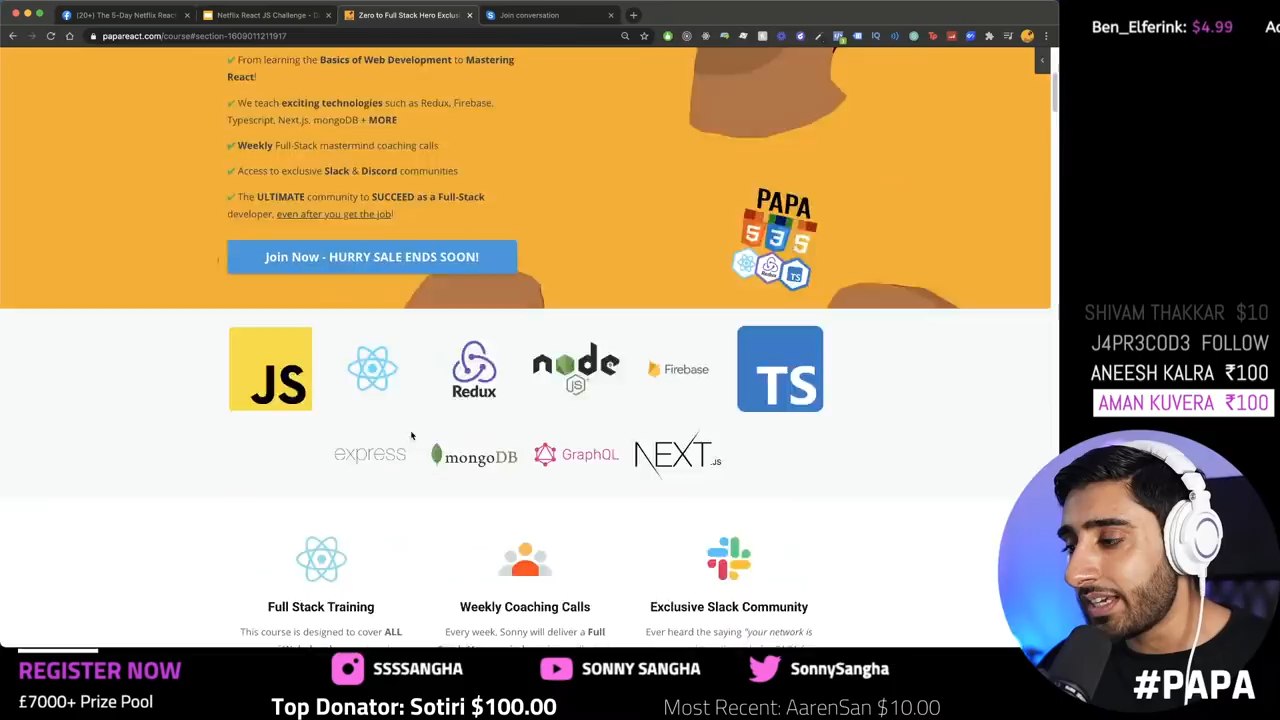 (20+) The 5-Day Netflix React
Netflix React JS Challenge - D
Zero to Full Stack Hero Exclus
Join conversation
papareact.com/course#section-1609011211917
From learning the Basics of Web Development to Mastering
React!
We teach exciting technologies such as Redux, Firebase,
Typescript, Next.js, mongoDB + MORE
Weekly Full-Stack mastermind coaching calls
Access to exclusive Slack & Discord communities
The ULTIMATE community to SUCCEED as a Full-Stack
developer, even after you get the job!
Join Now - HURRY SALE ENDS SOON!
PAPA
5 3 5
Redux
TS
JS
Redux
node
JS
Firebase
TS
express
mongoDB
GraphQL
NEXT.JS
Full Stack Training
Weekly Coaching Calls
Exclusive Slack Community
This course is designed to cover ALL
Every week, Sonny will deliver a Full
Ever heard the saying "your network is
Ben_Elferink: $4.99
SHIVAM THAKKAR $10
J4PR3COD3 FOLLOW
ANEESH KALRA ₹100
AMAN KUVERA ₹100
REGISTER NOW
£7000+ Prize Pool
SSSSANGHA
SONNY SANGHA
SonnySangha
Top Donator: Sotiri $100.00
Most Recent: AarenSan $10.00
#PAPA